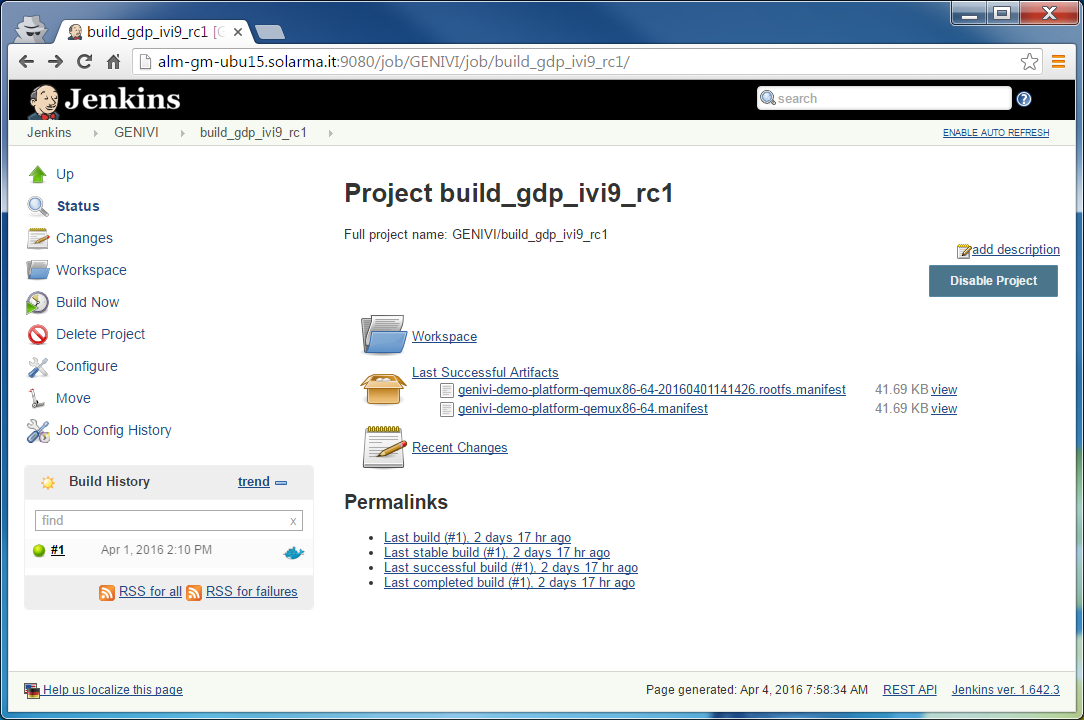 build_gdp_ivi9_rc1 [
alm-gm-ubu15.solarma.it:9080/job/GENIVI/job/build_gdp_ivi9_rc1/
Jenkins
search
Jenkins GENIVI build_gdp_ivi9_rc1
ENABLE AUTO REFRESH
Up
Status
Changes
Workspace
Build Now
Delete Project
Configure
Move
Job Config History
Build History trend
find x
#1 Apr 1, 2016 2:10 PM
RSS for all RSS for failures
Project build_gdp_ivi9_rc1
Full project name: GENIVI/build_gdp_ivi9_rc1
add description
Disable Project
Workspace
Last Successful Artifacts
genivi-demo-platform-qemux86-64-20160401141426.rootfs.manifest 41.69 KB view
genivi-demo-platform-qemux86-64.manifest 41.69 KB view
Recent Changes
Permalinks
Last build (#1), 2 days 17 hr ago
Last stable build (#1), 2 days 17 hr ago
Last successful build (#1), 2 days 17 hr ago
Last completed build (#1), 2 days 17 hr ago
Help us localize this page
Page generated: Apr 4, 2016 7:58:34 AM REST API Jenkins ver. 1.642.3